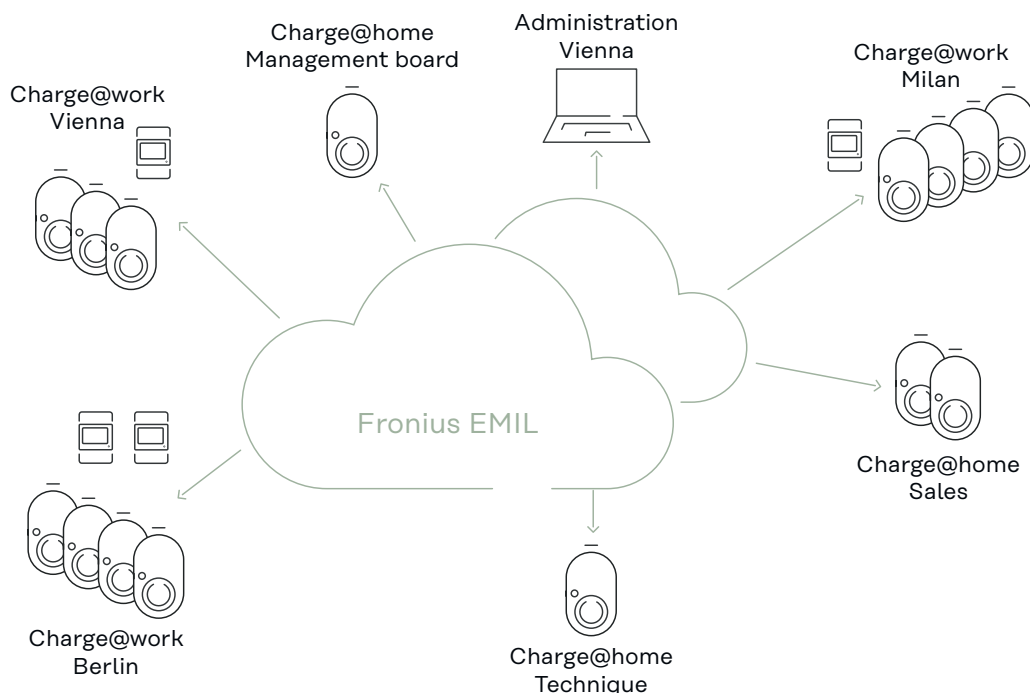 Administration
Vienna
Charge@home
Management board
Charge@work
Milan
Charge@work
Vienna
Fronius EMIL
Charge@home
Sales
Charge@work
Berlin
Charge@home
Technique